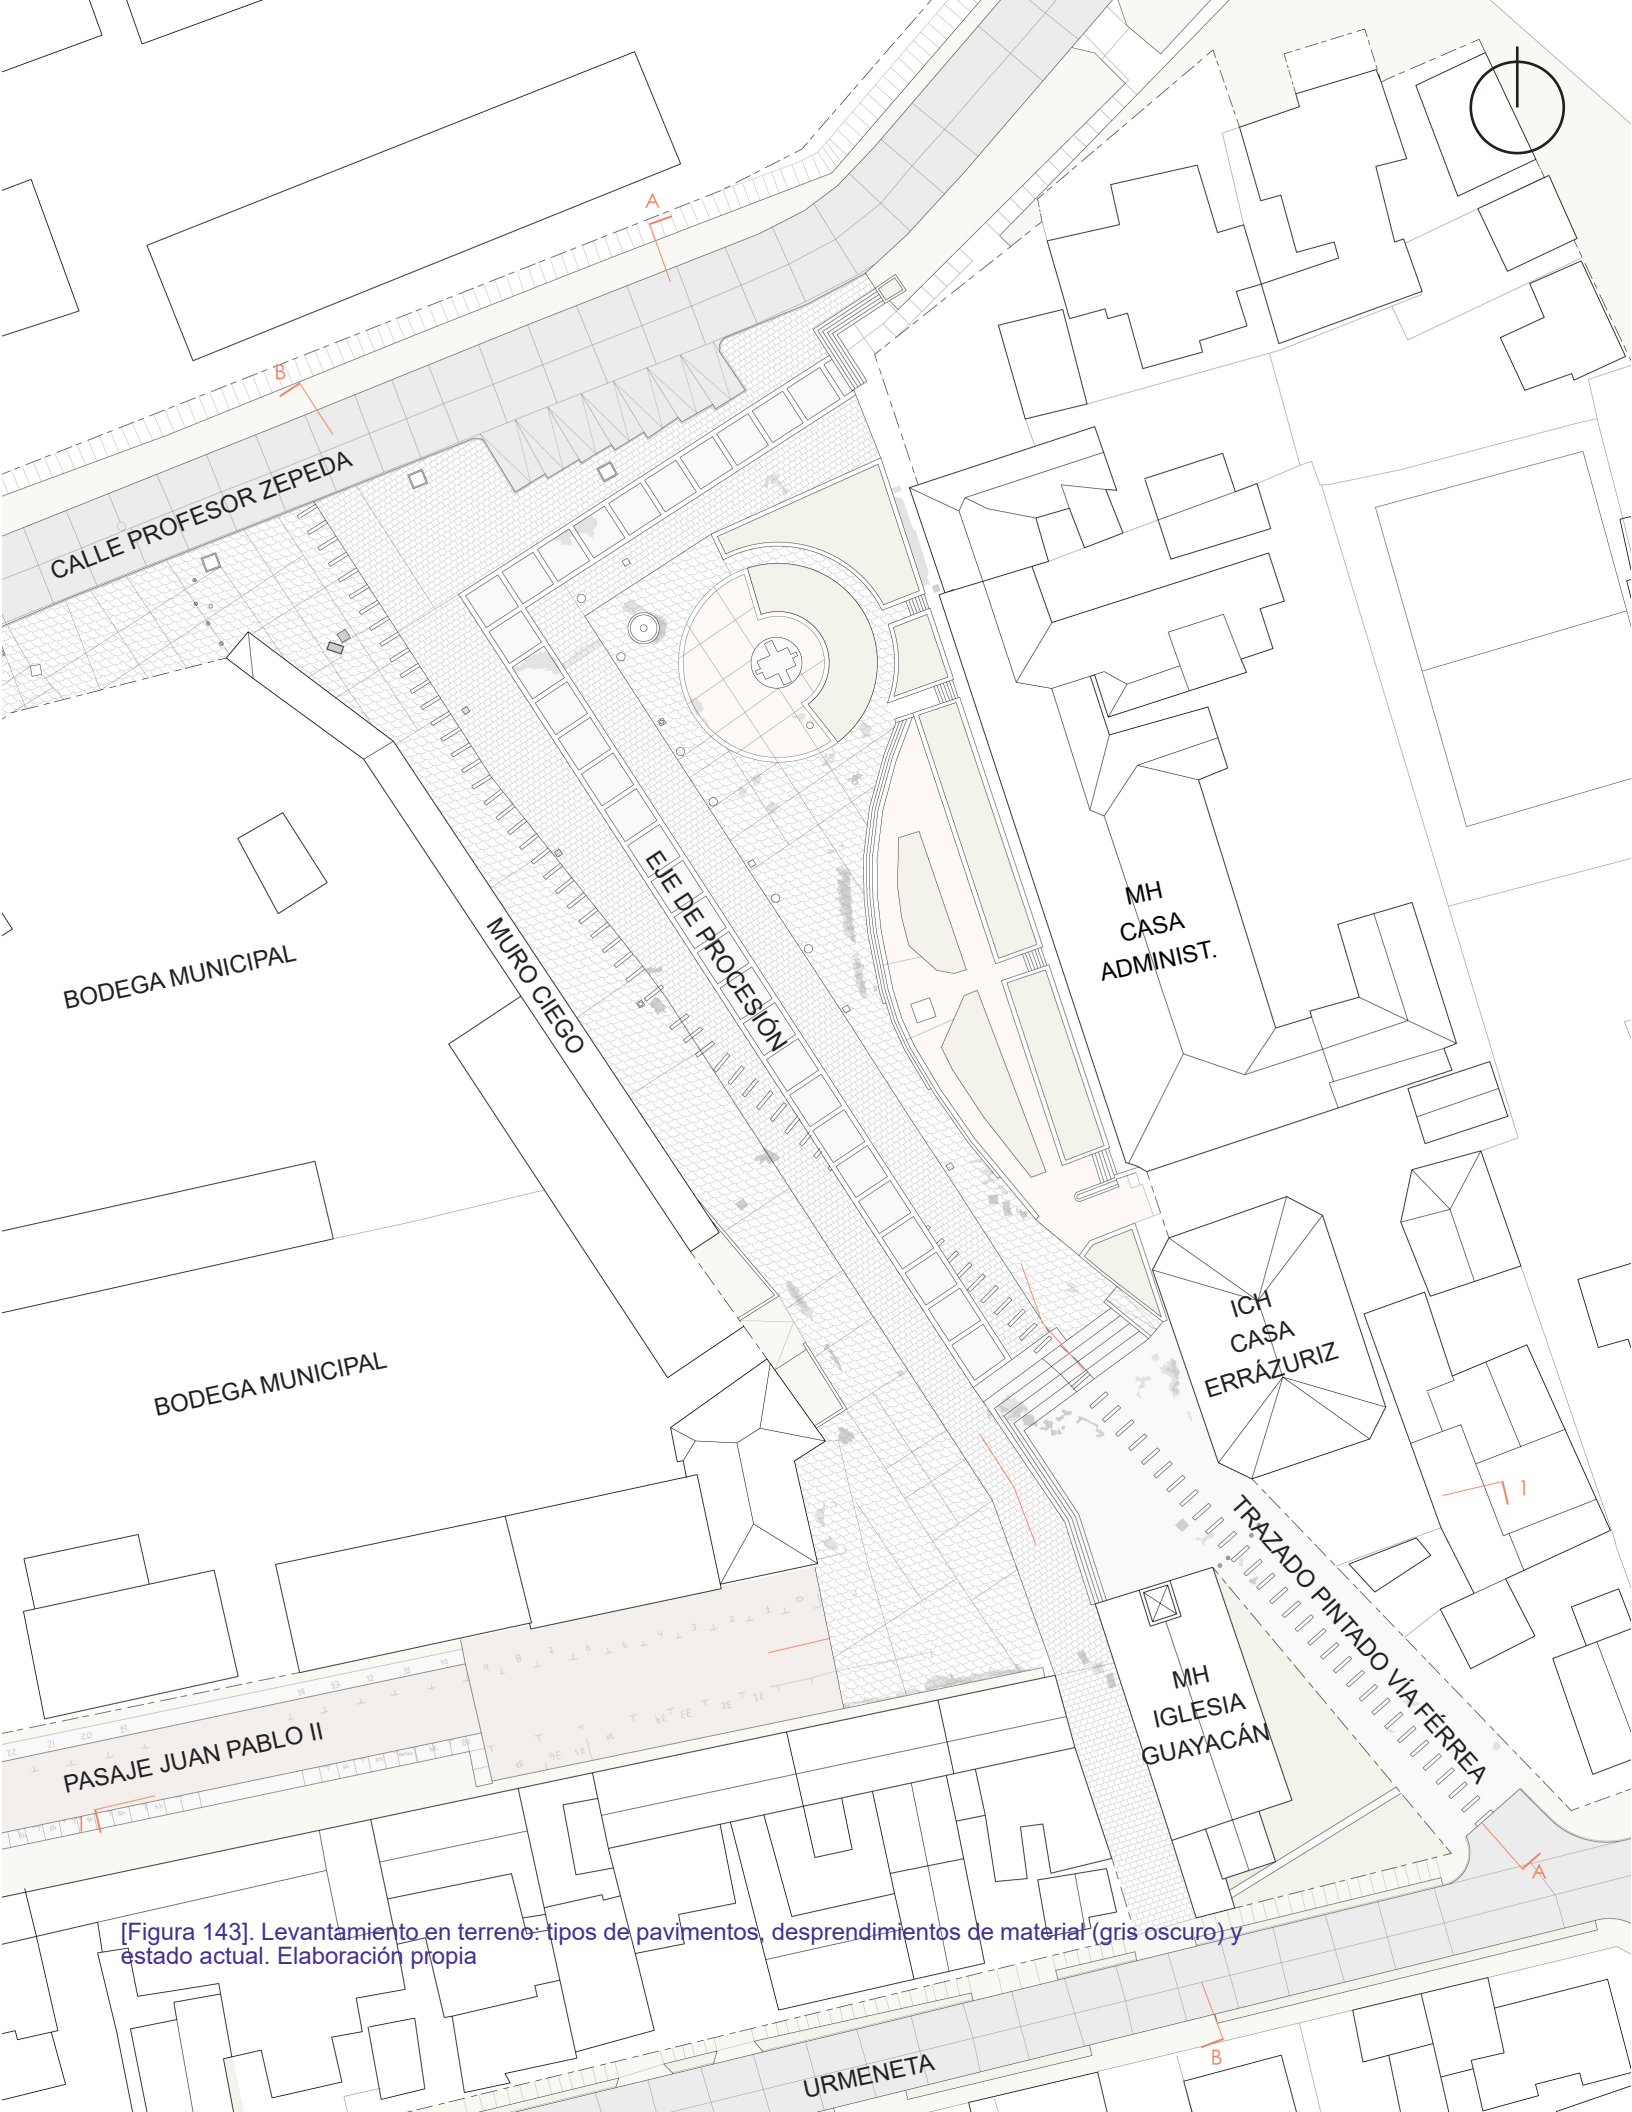 A
B
CALLE PROFESOR ZEPEDA
EJE DE PROCESIÓN
MURO CIEGO
BODEGA MUNICIPAL
MH
CASA
ADMINIST.
ICH
CASA
ERRÁZURIZ
BODEGA MUNICIPAL
1
TRAZADO PINTADO VÍA FÉRREA
MH
IGLESIA
GUAYACÁN
PASAJE JUAN PABLO II
A
[Figura 143]. Levantamiento en terreno: tipos de pavimentos, desprendimientos de material (gris oscuro) y
estado actual. Elaboración propia
B
URMENETA